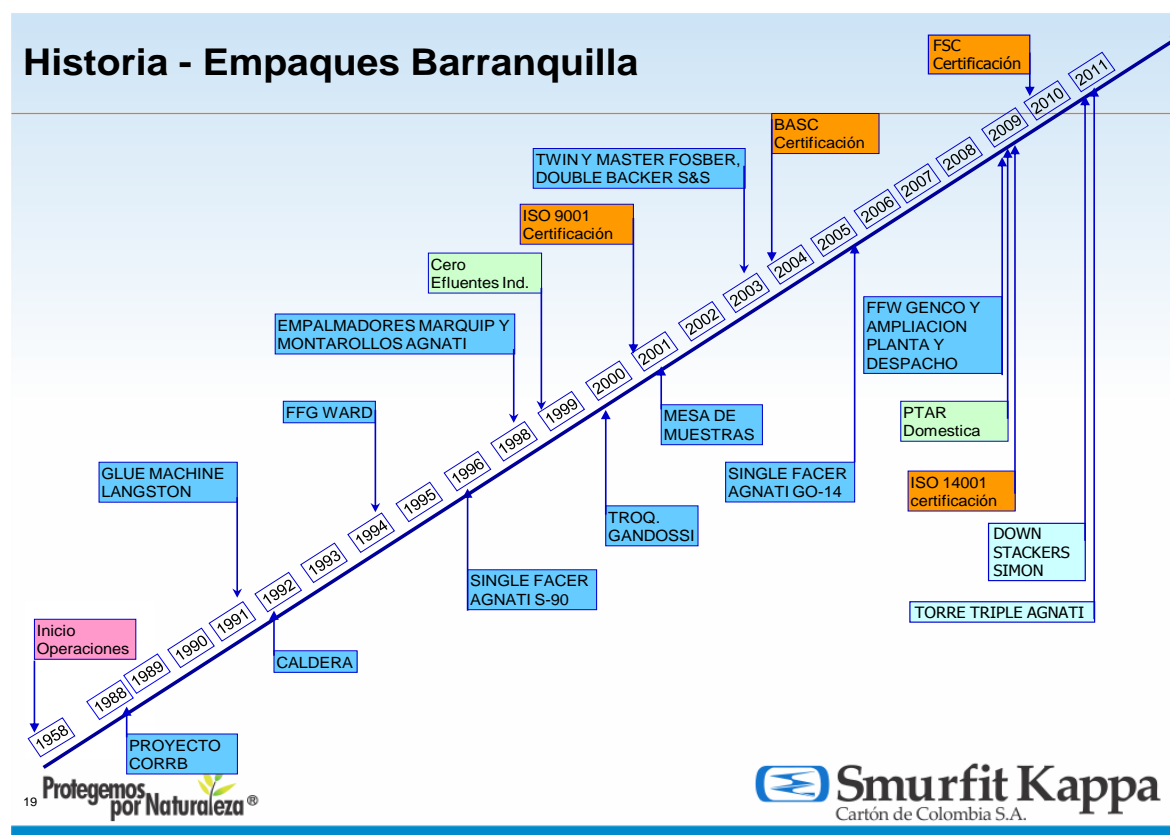 Historia - Empaques Barranquilla
FSC
Certificación
BASC
Certificación
TWIN Y MASTER FOSBER,
DOUBLE BACKER S&S
ISO 9001
Certificación
Cero
Efluentes Ind.
EMPALMADORES MARQUIP Y
MONTAROLLOS AGNATI
FFG WARD
GLUE MACHINE
LANGSTON
Inicio
Operaciones
1958
1988
1989
1990
1991
1992
1993
1994
1995
1996
1998
1999
2000
2001
2002
2003
2004
2005
2006
2007
2008
2009
2010
2011
PROYECTO
CORRB
CALDERA
SINGLE FACER
AGNATI S-90
TROQ.
GANDOSSI
MESA DE
MUESTRAS
SINGLE FACER
AGNATI GO-14
FFW GENCO Y
AMPLIACION
PLANTA Y
DESPACHO
PTAR
Domestica
ISO 14001
certificación
DOWN
STACKERS
SIMON
TORRE TRIPLE AGNATI
19
Protegemos
por Naturaleza ®
Smurfit Kappa
Cartón de Colombia S.A.